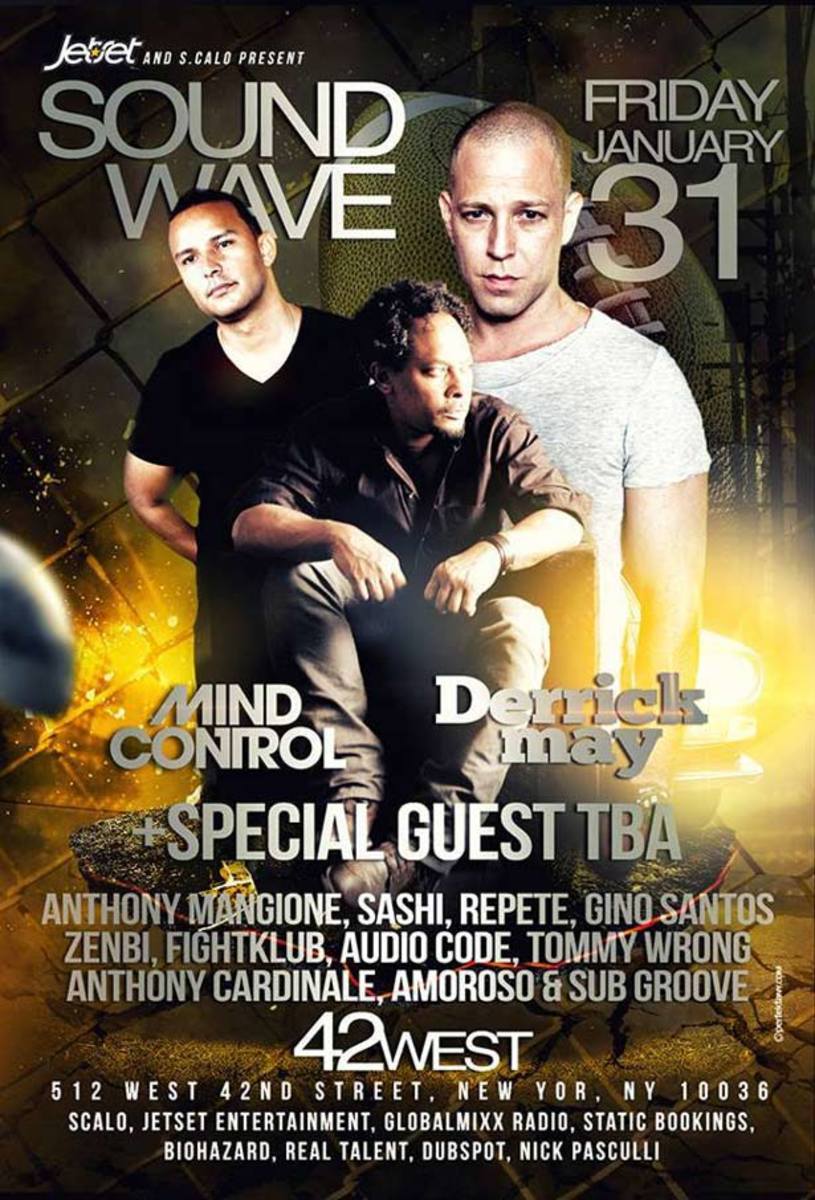 Jetset AND S.CALO PRESENT
SOUND
WAVE
FRIDAY
JANUARY
31
MIND
CONTROL
Derrick
may
+SPECIAL GUEST TBA
ANTHONY MANGIONE, SASHI, REPETE, GINO SANTOS
ZENBI, FIGHTKLUB, AUDIO CODE, TOMMY WRONG
ANTHONY CARDINALE, AMOROSO & SUB GROOVE
42WEST
512 WEST 42ND STREET, NEW YOR, NY 10036
SCALO, JETSET ENTERTAINMENT, GLOBALMIXX RADIO, STATIC BOOKINGS,
BIOHAZARD, REAL TALENT, DUBSPOT, NICK PASCULLI